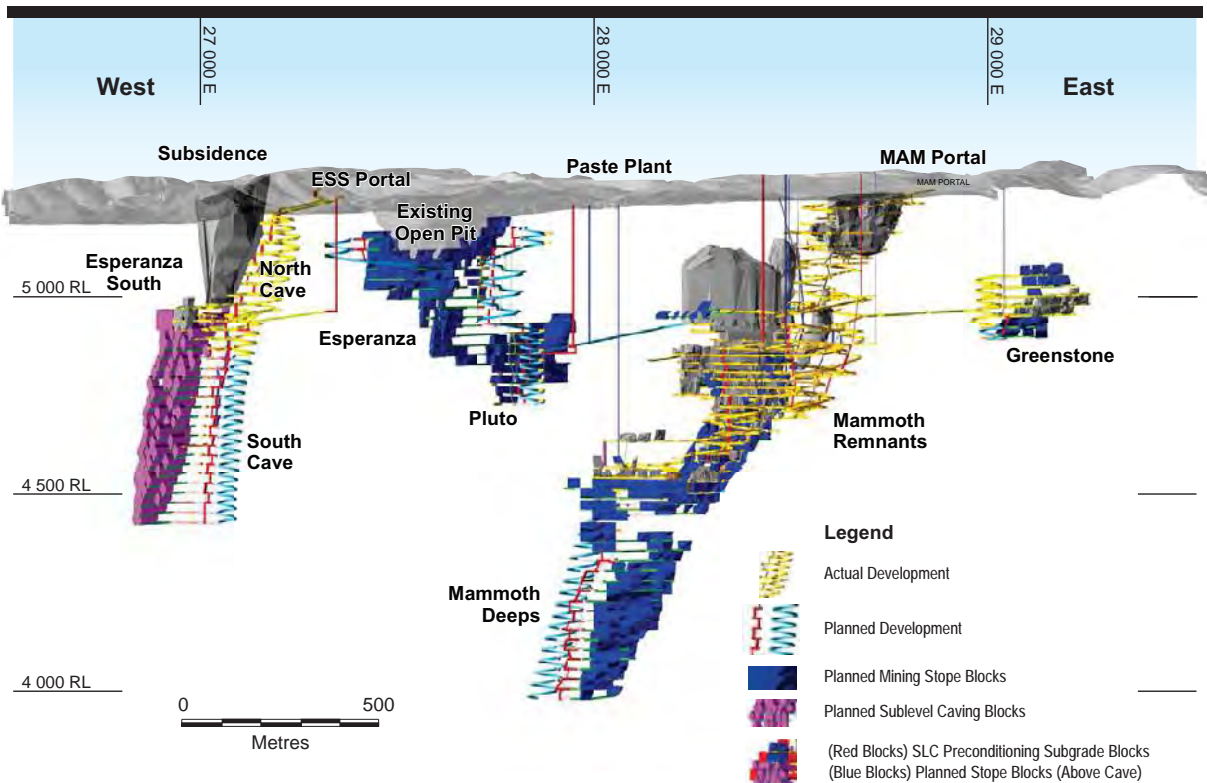 27 000 E
28 000 E
29 000 E
West
East
Subsidence
Paste Plant
MAM Portal
ESS Portal
MAM PORTAL
Existing
Open Pit
Esperanza
South
North
Cave
5 000 RL
Esperanza
Greenstone
Pluto
Mammoth
Remnants
South
Cave
4 500 RL
Legend
Actual Development
Mammoth
Deeps
Planned Development
Planned Mining Stope Blocks
4 000 RL
0 500
Metres
Planned Sublevel Caving Blocks
(Red Blocks) SLC Preconditioning Subgrade Blocks
(Blue Blocks) Planned Stope Blocks (Above Cave)